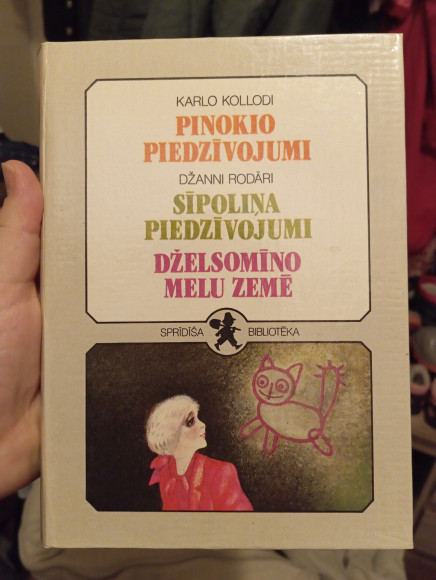 KARLO KOLLODI
PINOKIO
PIEDZĪVOJUMI
DŽANNI RODĀRI
SĪPOLIŅA
PIEDZĪVOJUMI
DŽELSOMĪNO
MELU ZEMĒ
SPRĪDĪŠA BIBLIOTĒKA